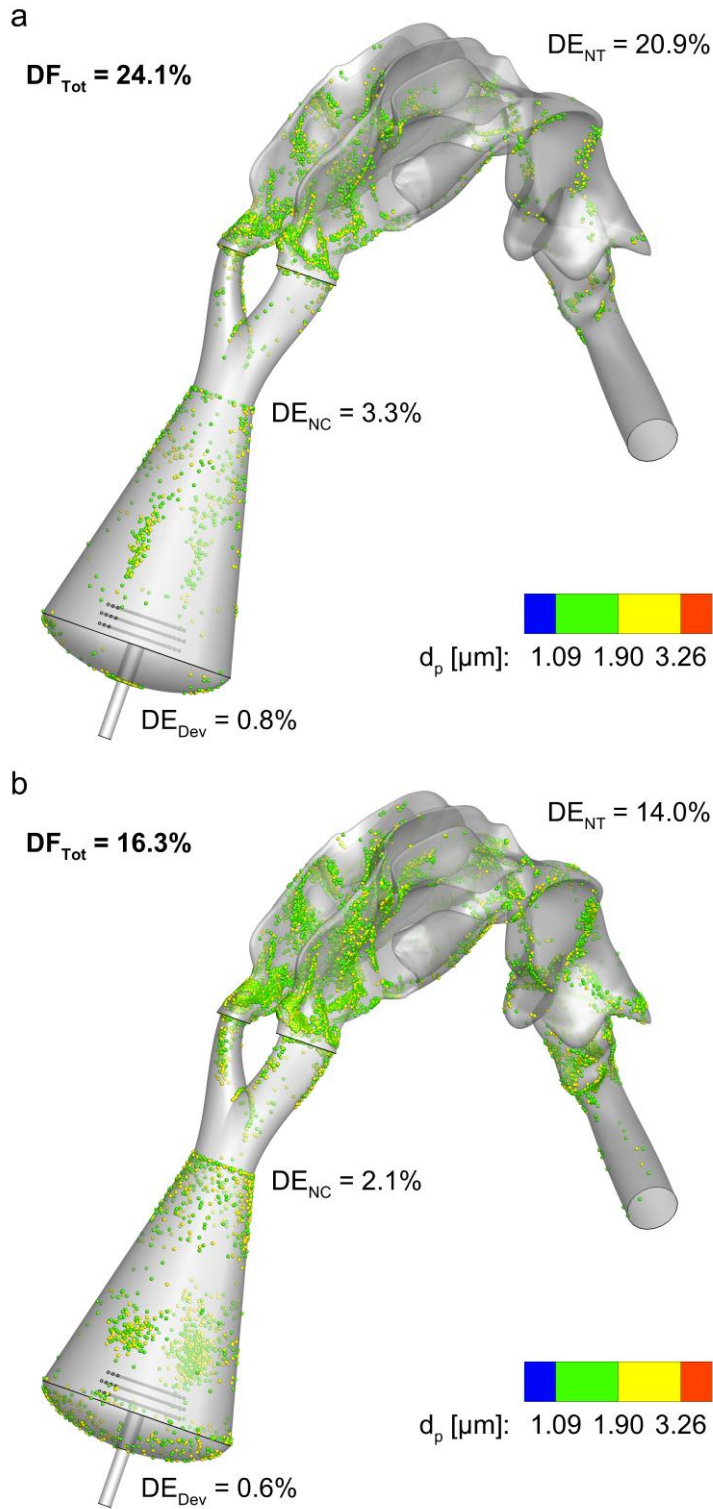 a
DE_NT = 20.9%
DF_Tot = 24.1%
DE_NC = 3.3%
d_p [µm]: 1.09 1.90 3.26
DE_Dev = 0.8%
b
DE_NT = 14.0%
DF_Tot = 16.3%
DE_NC = 2.1%
d_p [µm]: 1.09 1.90 3.26
DE_Dev = 0.6%